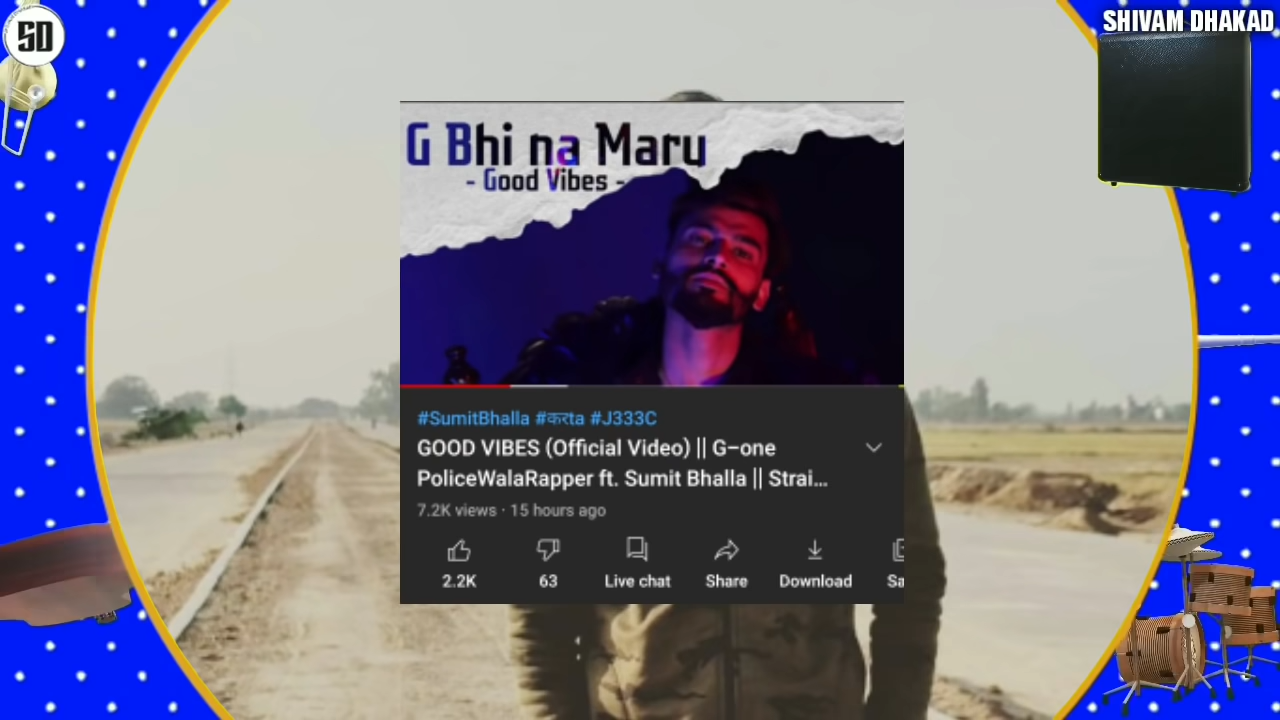 SD
SHIVAM DHAKAD
G Bhi na Maru
- Good Vibes -
#SumitBhalla #करta #J333C
GOOD VIBES (Official Video) || G-one
PoliceWalaRapper ft. Sumit Bhalla || Strai...
7.2K views · 15 hours ago
2.2K 63 Live chat Share Download Sa